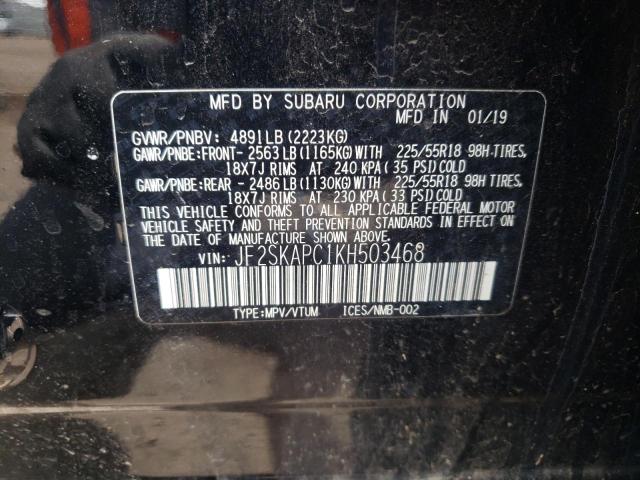 MFD BY SUBARU CORPORATION
MFD IN 01/19
GVWR/PNBV: 4891LB (2223KG)
GAWR/PNBE:FRONT- 2563LB (1165KG) WITH 225/55R18 98H TIRES,
18X7J RIMS AT 240 KPA (35 PSI) COLD
GAWR/PNBE:REAR - 2486LB (1130KG) WITH 225/55R18 98H TIRES,
18X7J RIMS AT 230 KPA (33 PSI) COLD
THIS VEHICLE CONFORMS TO ALL APPLICABLE FEDERAL MOTOR
VEHICLE SAFETY AND THEFT PREVENTION STANDARDS IN EFFECT ON
THE DATE OF MANUFACTURE SHOWN ABOVE.
VIN: JF2SKAPC1KH503468
TYPE:MPV/VTUM ICES/NMB-002